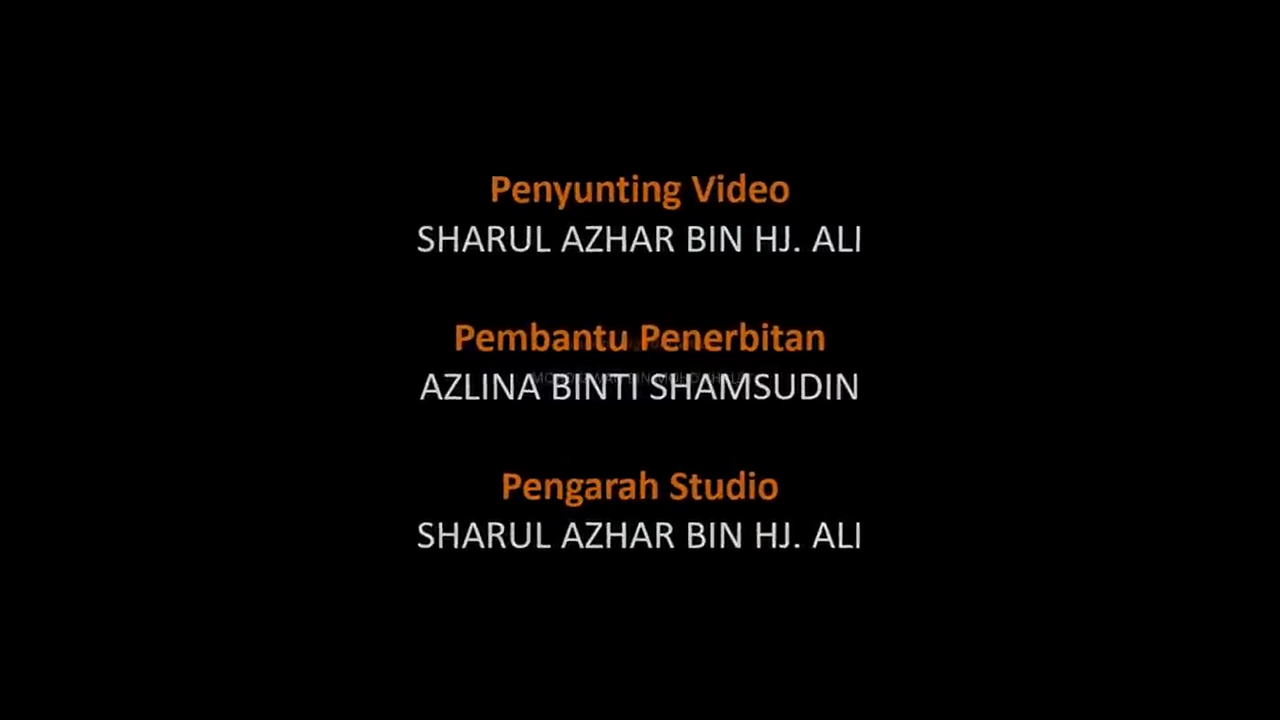 Penyunting Video
SHARUL AZHAR BIN HJ. ALI
Pembantu Penerbitan
AZLINA BINTI SHAMSUDIN
Pengarah Studio
SHARUL AZHAR BIN HJ. ALI